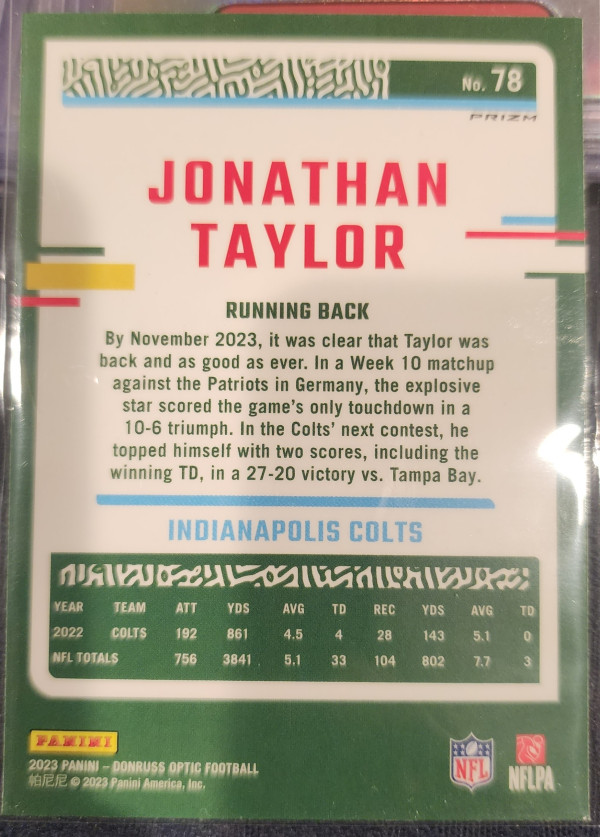 No. 78
PRIZM
JONATHAN
TAYLOR
RUNNING BACK
By November 2023, it was clear that Taylor was
back and as good as ever. In a Week 10 matchup
against the Patriots in Germany, the explosive
star scored the game's only touchdown in a
10-6 triumph. In the Colts' next contest, he
topped himself with two scores, including the
winning TD, in a 27-20 victory vs. Tampa Bay.
INDIANAPOLIS COLTS
YEAR TEAM ATT YDS AVG TD REC YDS AVG TD
2022 COLTS 192 861 4.5 4 28 143 5.1 0
NFL TOTALS 756 3841 5.1 33 104 802 7.7 3
PANINI
2023 PANINI – DONRUSS OPTIC FOOTBALL
帕尼尼 © 2023 Panini America, Inc.
NFL
NFLPA